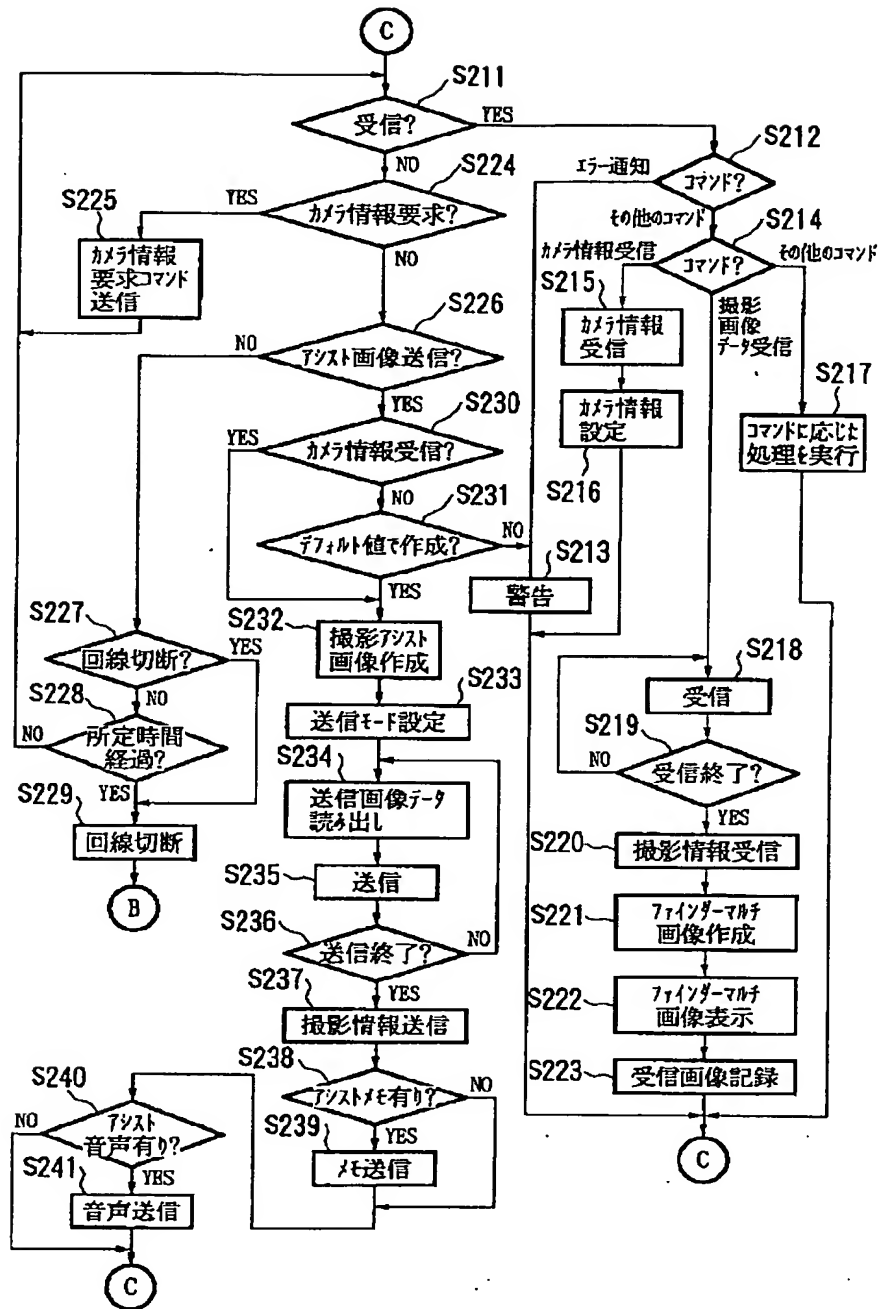 C
S211
受信?
YES
NO
S212
コマンド?
エラー通知
その他のコマンド
S224
カメラ情報要求?
YES
NO
S225
カメラ情報
要求コマンド
送信
S214
コマンド?
カメラ情報受信
その他のコマンド
撮影
画像
データ受信
S215
カメラ情報
受信
S226
アシスト画像送信?
NO
YES
カメラ情報
設定
S216
S217
コマンドに応じた
処理を実行
S230
カメラ情報受信?
YES
NO
S231
デフォルト値で作成?
NO
YES
S213
警告
S232
撮影アシスト
画像作成
S227
回線切断?
YES
NO
S233
送信モード設定
S218
受信
S228
所定時間
経過?
NO
YES
S219
受信終了?
NO
YES
S234
送信画像データ
読み出し
S229
回線切断
B
S220
撮影情報受信
S235
送信
S221
ファインダーマルチ
画像作成
S236
送信終了?
NO
YES
S222
ファインダーマルチ
画像表示
S237
撮影情報送信
S223
受信画像記録
S238
アシストメモ有り?
NO
YES
S239
メモ送信
C
S240
アシスト
音声有り?
NO
YES
S241
音声送信
C